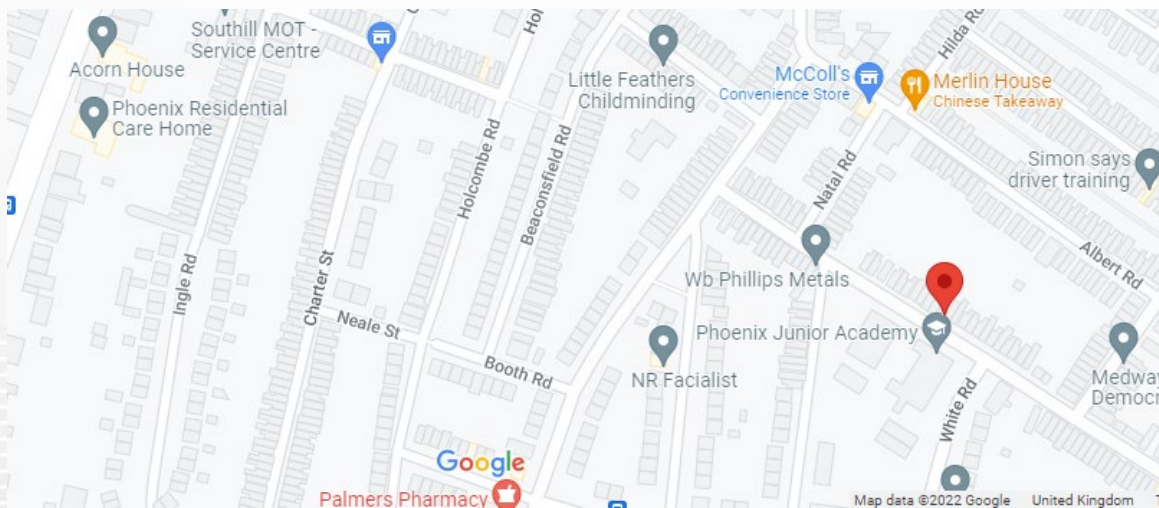 Southill MOT -
Service Centre
Acorn House
Phoenix Residential
Care Home
Little Feathers
Childminding
McColl's
Convenience Store
Hilda Rd
Merlin House
Chinese Takeaway
Simon says
driver training
Holcombe Rd
Beaconsfield Rd
Natal Rd
Albert Rd
Ingle Rd
Charter St
Wb Phillips Metals
Neale St
Phoenix Junior Academy
Booth Rd
NR Facialist
White Rd
Medway
Democr
Google
Palmers Pharmacy
Map data ©2022 Google United Kingdom